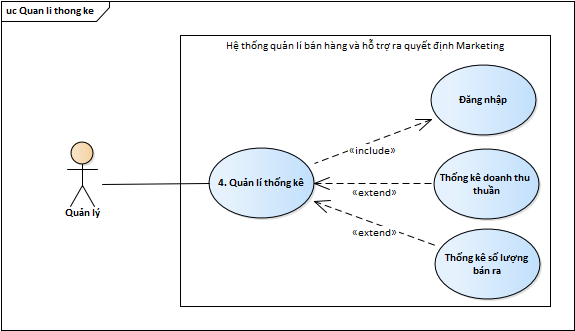 uc Quan li thong ke
Hệ thống quản lí bán hàng và hỗ trợ ra quyết định Marketing
Đăng nhập
«include»
4. Quản lí thống kê
Thống kê doanh thu
thuần
«extend»
Quản lý
«extend»
Thống kê số lượng
bán ra